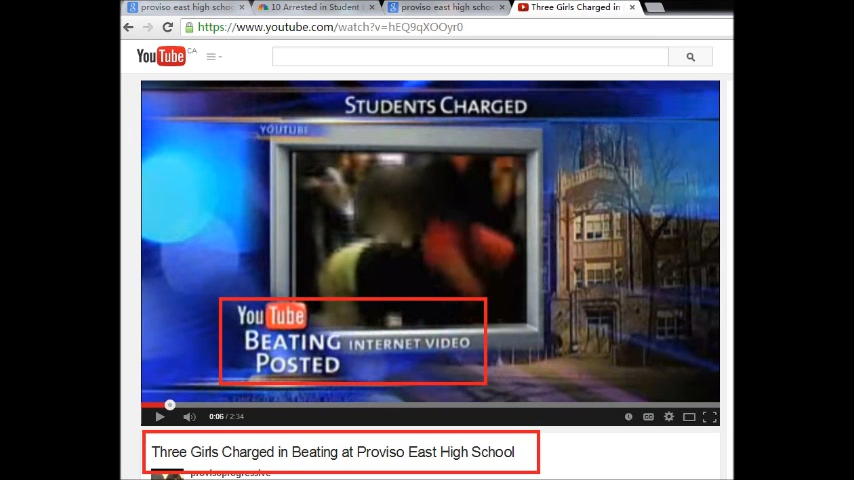 proviso east high schoo
10 Arrested in Student
proviso east high schoo
Three Girls Charged in
https://www.youtube.com/watch?v=hEQ9qXOOyr0
YouTube CA
STUDENTS CHARGED
YOUTUBE
YouTube
BEATING INTERNET VIDEO
POSTED
0:06 / 2:34
Three Girls Charged in Beating at Proviso East High School
provisoprogressive